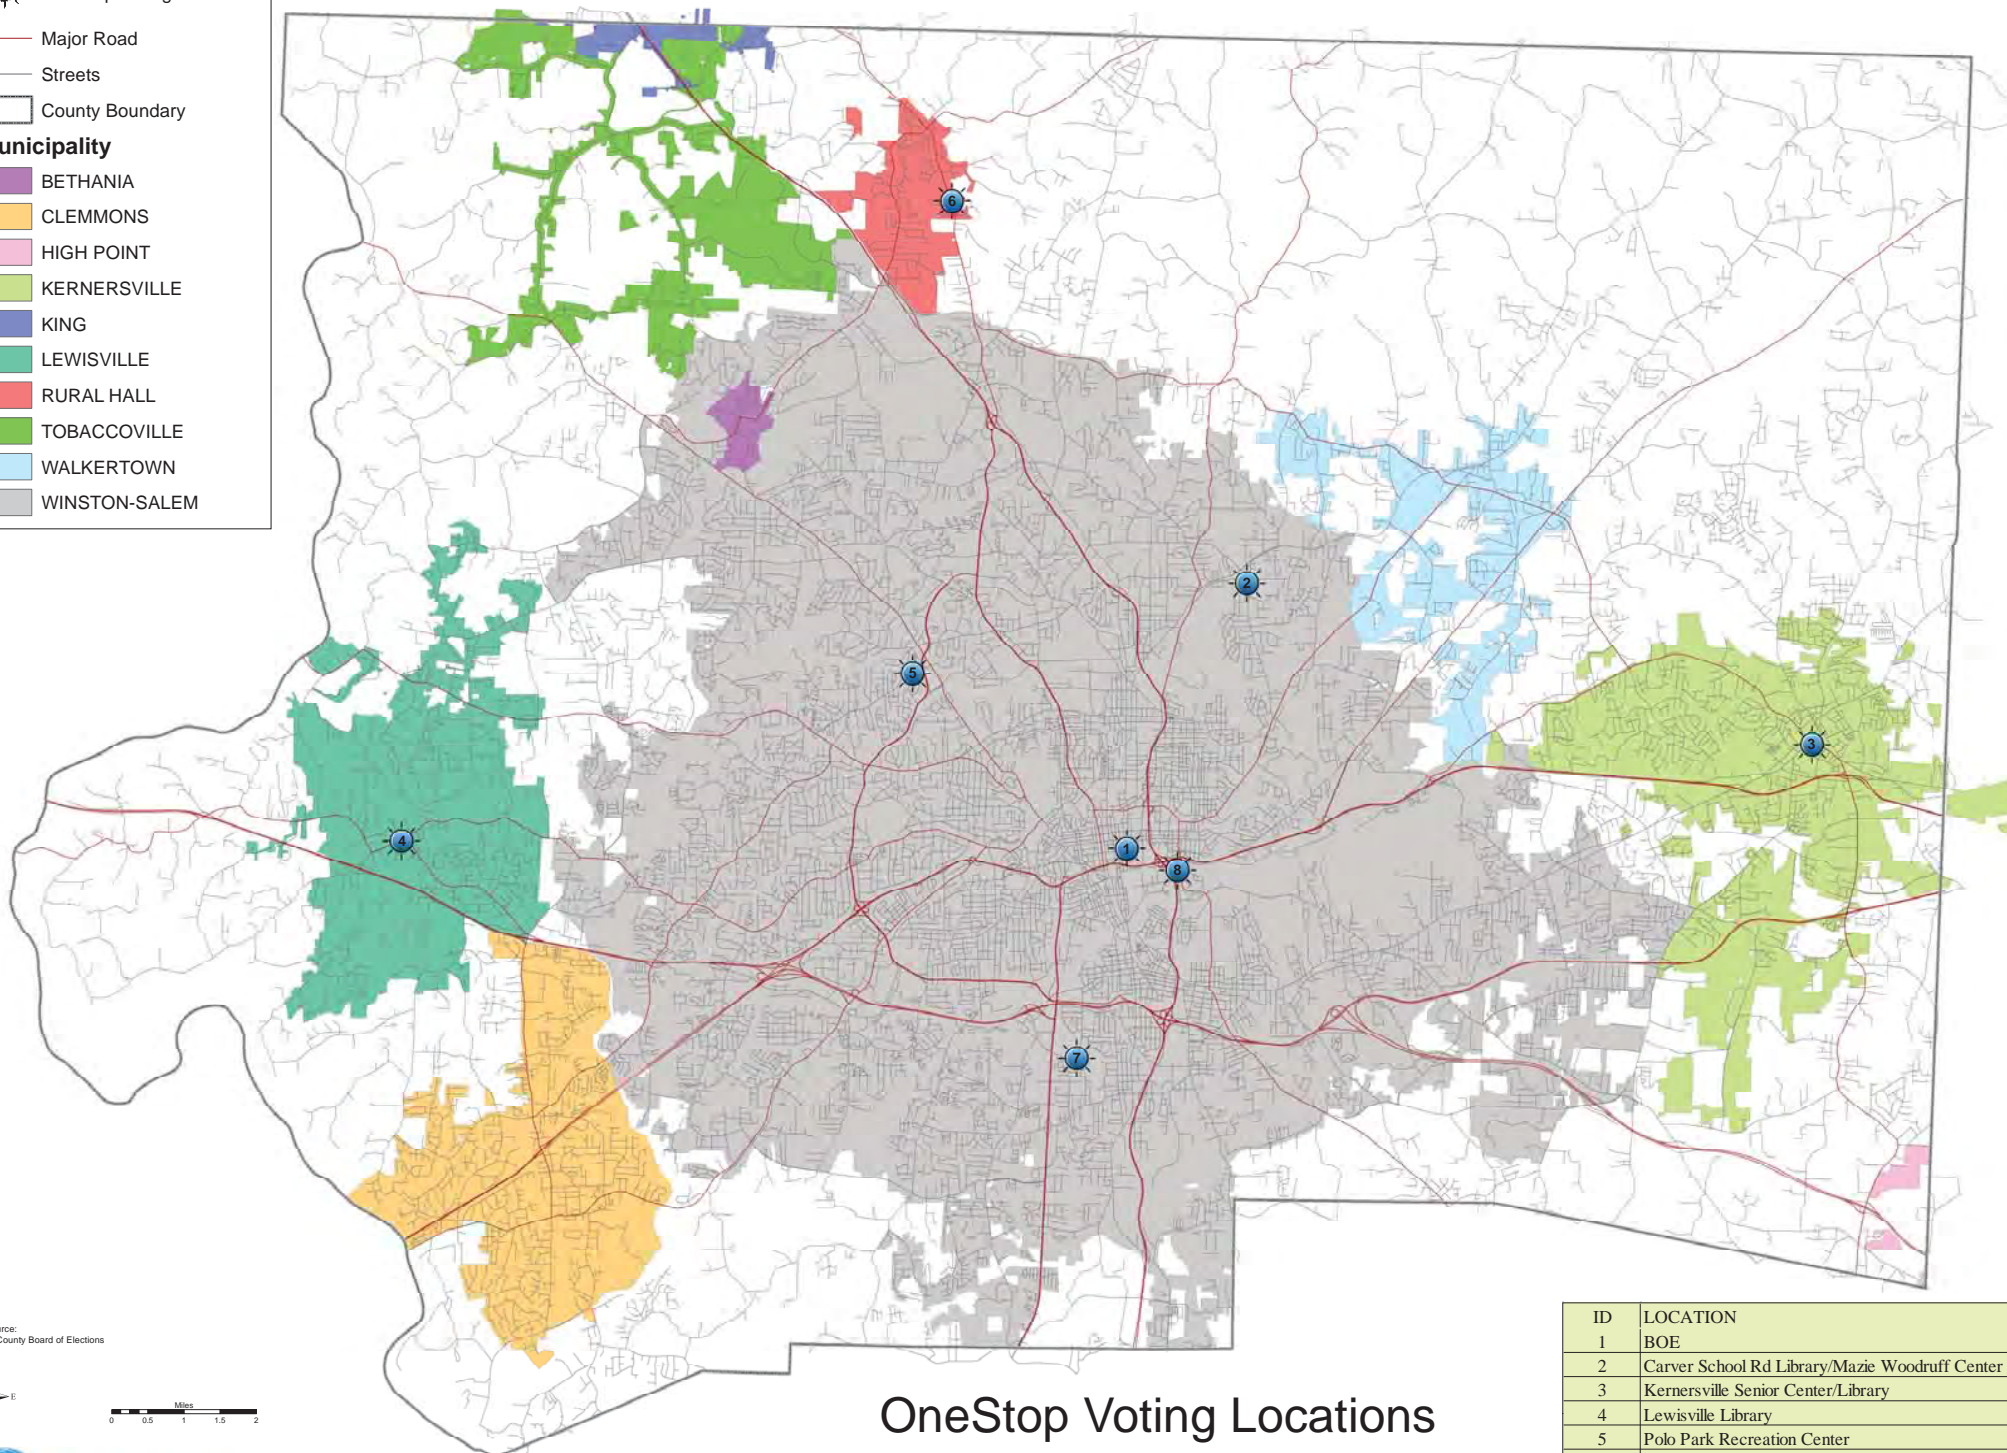 Major Road
Streets
County Boundary
unicipality
BETHANIA
CLEMMONS
HIGH POINT
KERNERSVILLE
KING
LEWISVILLE
RURAL HALL
TOBACCOVILLE
WALKERTOWN
WINSTON-SALEM
6
2
5
3
4
1
8
7
rce:
County Board of Elections
E
Miles
0 0.5 1 1.5 2
OneStop Voting Locations
ID LOCATION
1 BOE
2 Carver School Rd Library/Mazie Woodruff Center
3 Kernersville Senior Center/Library
4 Lewisville Library
5 Polo Park Recreation Center